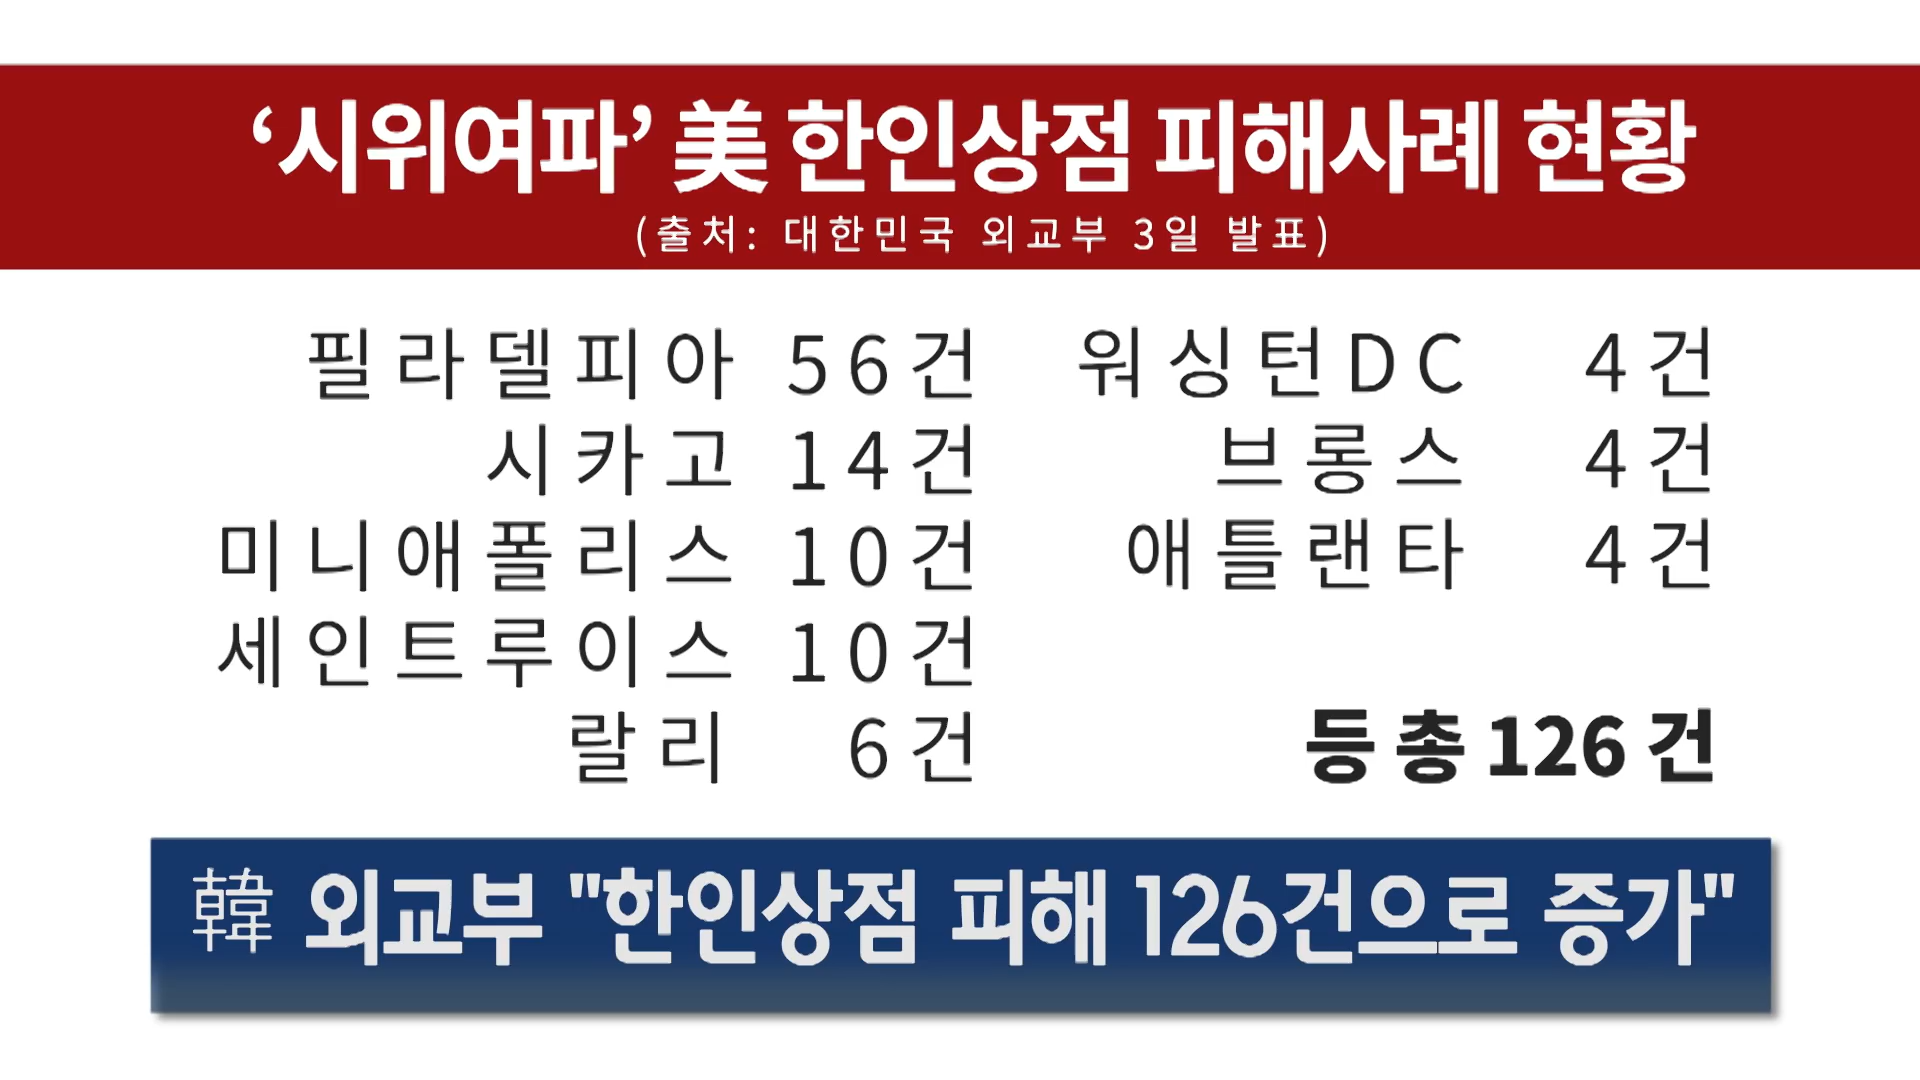 ‘시위여파’ 美 한인상점 피해사례 현황
(출처: 대한민국 외교부 3일 발표)
필라델피아 56건
시카고 14건
미니애폴리스 10건
세인트루이스 10건
랄리 6건
워싱턴DC 4건
브롱스 4건
애틀랜타 4건
등 총 126 건
韓 외교부 "한인상점 피해 126건으로 증가"